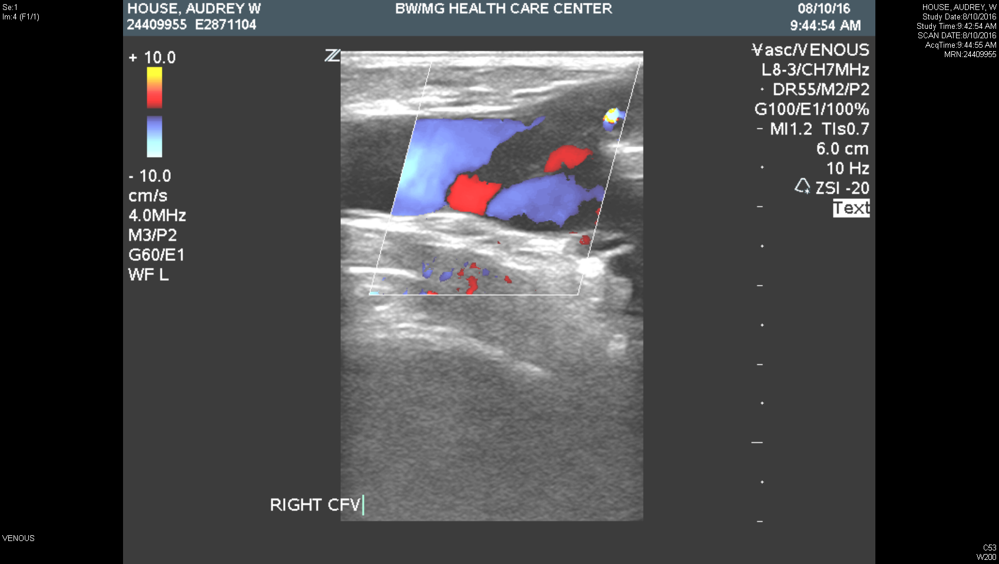 Se:1
Im:4 (F1/1)
HOUSE, AUDREY W
24409955 E2871104
BW/MG HEALTH CARE CENTER
08/10/16
9:44:54 AM
HOUSE, AUDREY, W
Study Date:8/10/2016
Study Time:9:42:54 AM
SCAN DATE:8/10/2016
AcqTime:9:44:55 AM
MRN:24409955
+ 10.0
- 10.0
cm/s
4.0MHz
M3/P2
G60/E1
WF L
Z
Vasc/VENOUS
L8-3/CH7MHz
DR55/M2/P2
G100/E1/100%
MI1.2 TIs0.7
6.0 cm
10 Hz
ZSI -20
Text
RIGHT CFV
VENOUS
C53
W200